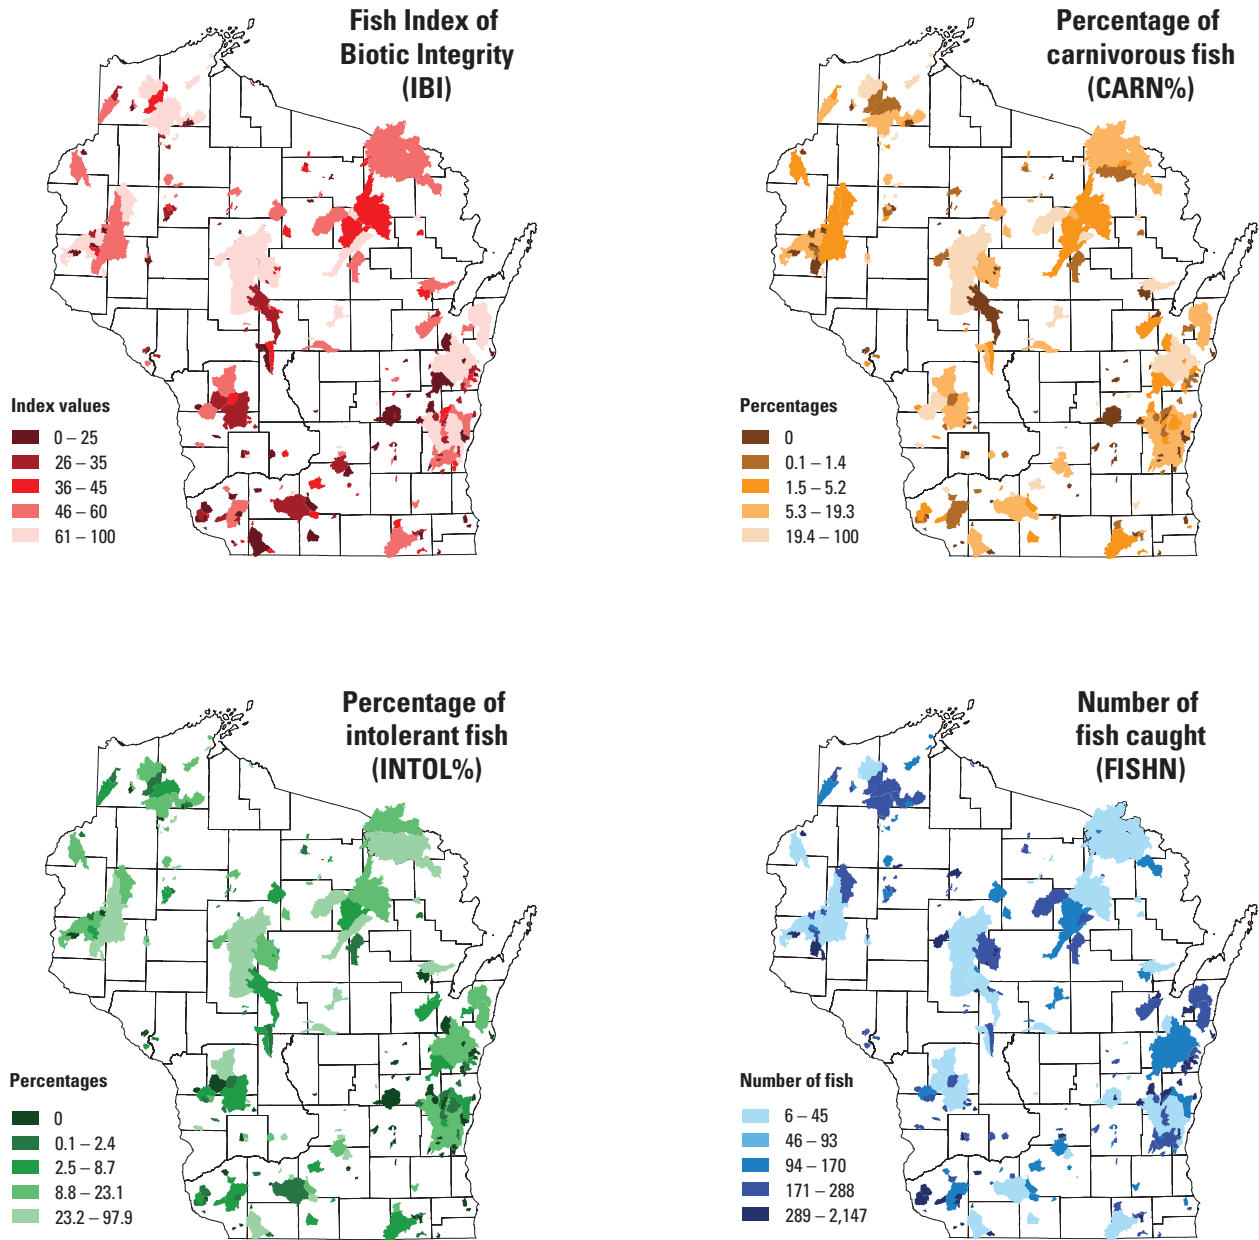 Fish Index of
Biotic Integrity
(IBI)
Index values
0 – 25
26 – 35
36 – 45
46 – 60
61 – 100
Percentage of
carnivorous fish
(CARN%)
Percentages
0
0.1 – 1.4
1.5 – 5.2
5.3 – 19.3
19.4 – 100
Percentage of
intolerant fish
(INTOL%)
Percentages
0
0.1 – 2.4
2.5 – 8.7
8.8 – 23.1
23.2 – 97.9
Number of
fish caught
(FISHN)
Number of fish
6 – 45
46 – 93
94 – 170
171 – 288
289 – 2,147